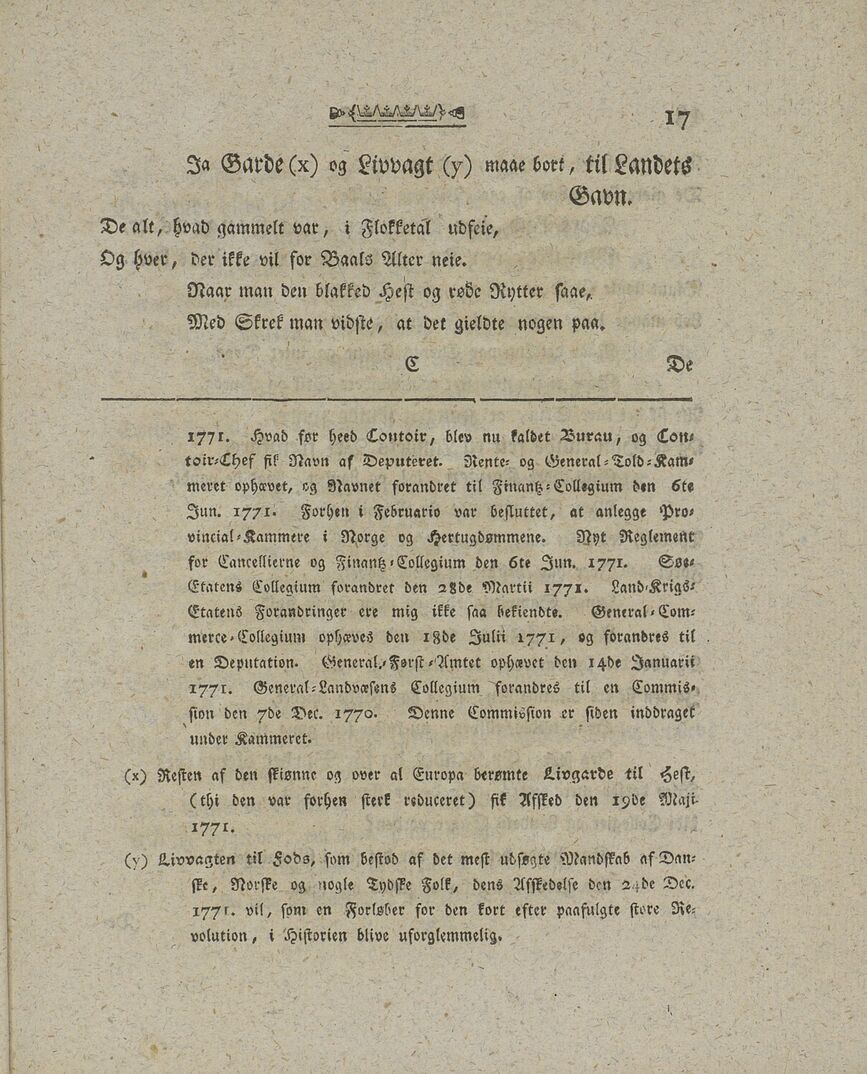 17
Ja Garde (x) og Livvagt (y) maae bort, til Landets
Gavn.
De alt, hvad gammelt var, i Flokketal udfeie,
Og hver, der ikke vil for Baals Alter neie.
Naar man den blakked Hest og røde Rytter saae,
Med Skrek man vidste, at det gieldte nogen paa.
C De
1771. Hvad før heed Contoir, blev nu kaldet Burau, og Con-
toir-Chef fik Navn af Deputeret. Rente- og General-Told-Kam-
meret ophævet, og Navnet forandret til Finantz-Collegium den 6te
Jun. 1771. Forhen i Februario var besluttet, at anlegge Pro-
vincial-Kammere i Norge og Hertugdømmene. Nyt Reglement
for Cancellierne og Finantz-Collegium den 6te Jun. 1771. Søe-
Etatens Collegium forandret den 28de Martii 1771. Land-Krigs-
Etatens Forandringer ere mig ikke saa bekiendte. General-Com-
merce-Collegium ophæves den 18de Julii 1771, og forandres til
en Deputation. General-Forst-Amtet ophævet den 14de Januarii
1771. General-Landvæsens Collegium forandres til en Commis-
sion den 7de Dec. 1770. Denne Commission er siden inddraget
under Kammeret.
(x) Resten af den skiønne og over al Europa berømte Livgarde til Hest,
(thi den var forhen sterk reduceret) fik Afsked den 19de Maji
1771.
(y) Livvagten til Fods, som bestod af det mest udsøgte Mandskab af Dan-
ske, Norske og nogle Tydske Folk, dens Afskedelse den 24de Dec.
1771. vil, som en Forløber for den kort efter paafulgte store Re-
volution, i Historien blive uforglemmelig.